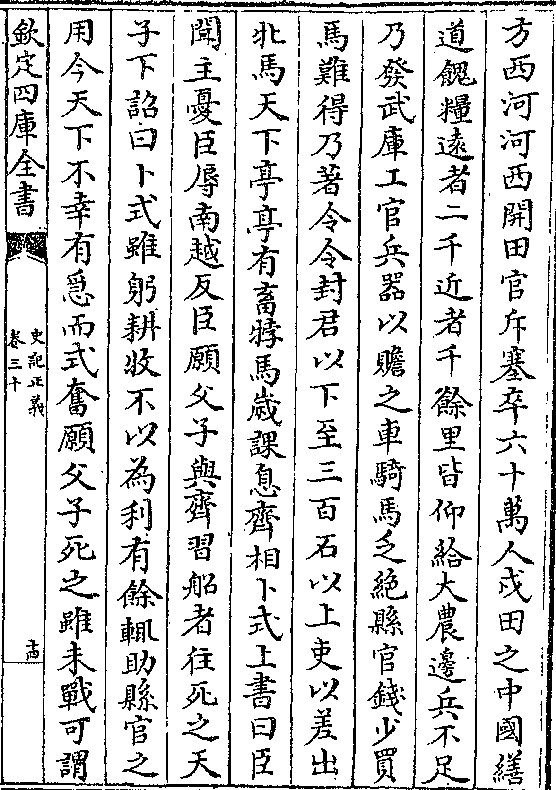 方西河河西開田官斥塞卒六十萬人戍田之中國繕
道餽糧逺者二千近者千餘里皆仰給大農邊兵不足
乃發武庫工官兵器以贍之車騎馬乏絶縣官錢少買
馬難得乃著令令封君以下至三百石以上吏以差出
牝馬天下亭亭有畜牸馬嵗課息齊相卜式上書曰臣
聞主憂臣辱南越反臣願父子與齊習船者往死之天
子下詔曰卜式雖躬耕牧不以為利有餘輒助縣官之
用今天下不幸有急而式奮願父子死之雖未戰可謂
欽定四庫全書
史記正義
卷三十
十四